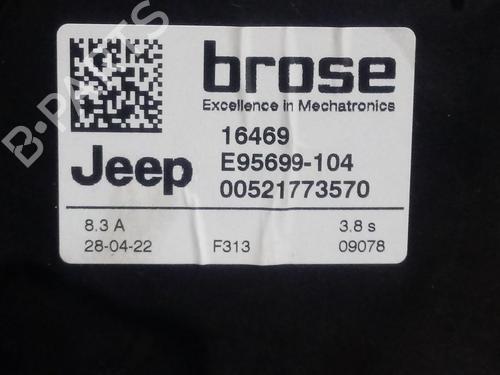 brose
Excellence in Mechatronics
Jeep
16469
E95699-104
00521773570
8.3 A
3.8 s
28-04-22
F313
09078
B-PARTS